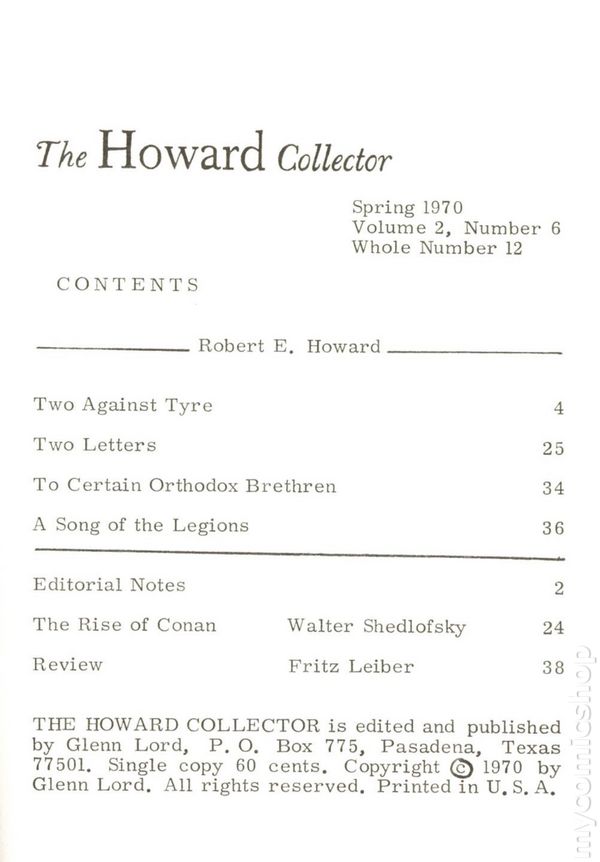 The Howard Collector
Spring 1970
Volume 2, Number 6
Whole Number 12
CONTENTS
Robert E. Howard
Two Against Tyre 4
Two Letters 25
To Certain Orthodox Brethren 34
A Song of the Legions 36
Editorial Notes 2
The Rise of Conan Walter Shedlofsky 24
Review Fritz Leiber 38
THE HOWARD COLLECTOR is edited and published
by Glenn Lord, P. O. Box 775, Pasadena, Texas
77501. Single copy 60 cents. Copyright © 1970 by
Glenn Lord. All rights reserved. Printed in U. S. A.
mycomicshop